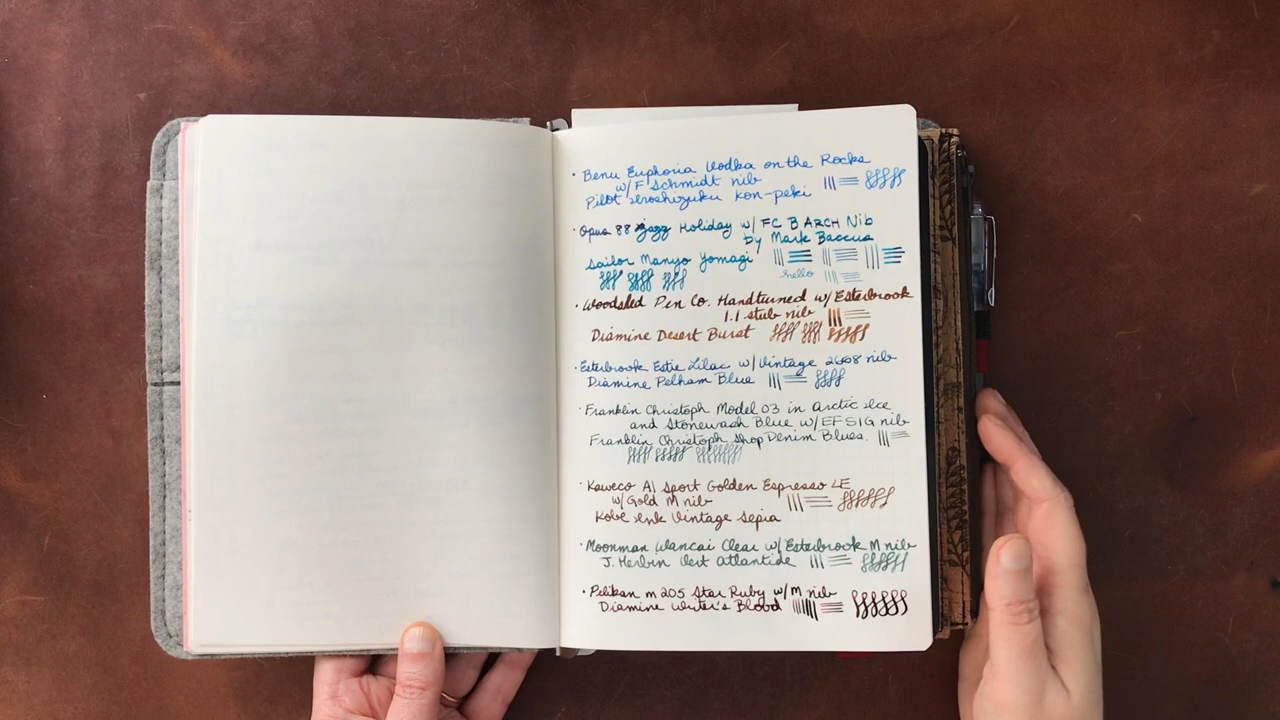 · Benu Euphoria Vodka on the Rocks
w/F Schmidt nib
Pilot Iroshizuku Kon-peki
· Opus 88 Jazz Holiday w/ FC B ARCH Nib
by Mark Baccus
Sailor Manyo Yomagi
hello
· Woodshed Pen Co. Handturned w/ Esterbrook
1.1 stub nib
Diamine Desert Burst
· Esterbrook Estie Lilac w/ Vintage 2668 nib
Diamine Pelham Blue
· Franklin Christoph Model 03 in Arctic Ice
and Stonewash Blue w/ EF SIG nib
Franklin Christoph Shop Denim Blues.
· Kaweco Al Sport Golden Espresso LE
w/Gold M nib
Kobe Ink Vintage Sepia
· Moonman Wancai Clear w/ Esterbrook M nib
J. Herbin Vert Atlantide
· Pelikan m205 Star Ruby w/ M nib
Diamine Writer's Blood